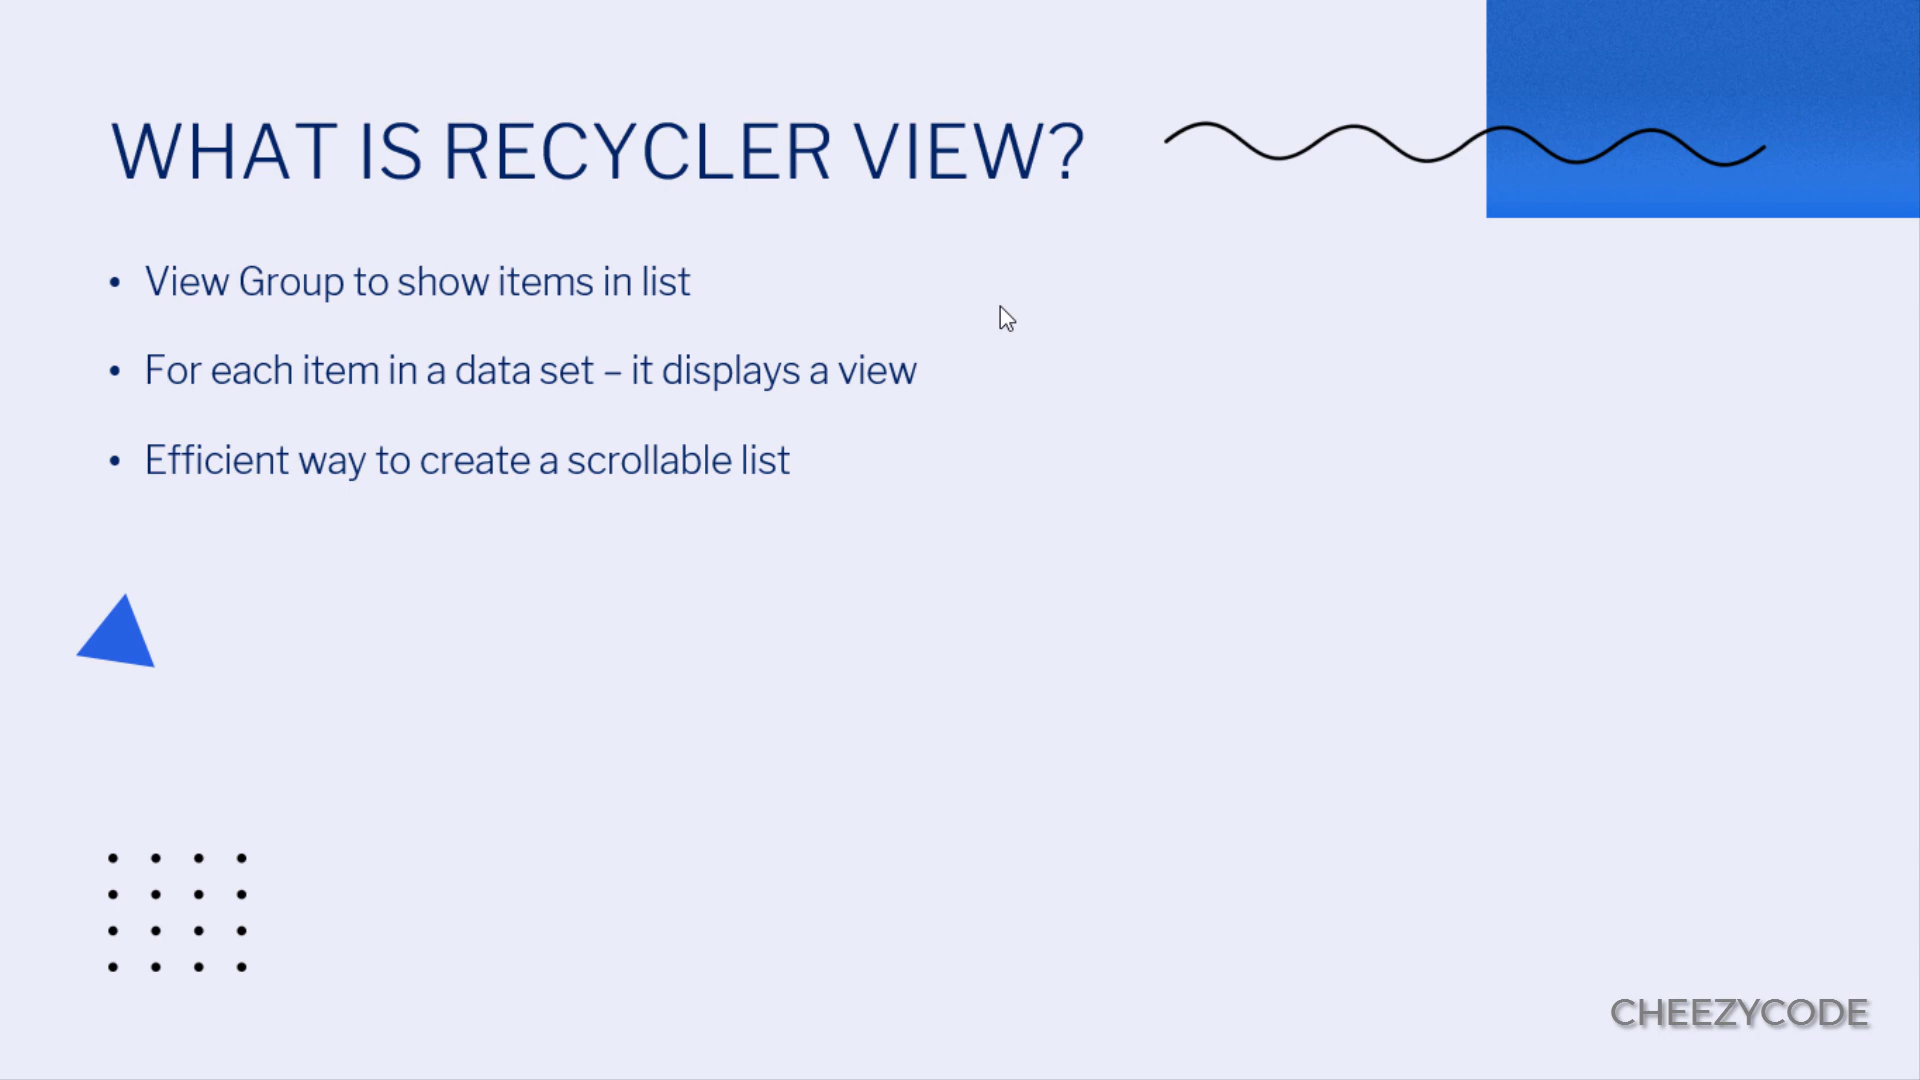 WHAT IS RECYCLER VIEW?
• View Group to show items in list
• For each item in a data set – it displays a view
• Efficient way to create a scrollable list
CHEEZYCODE